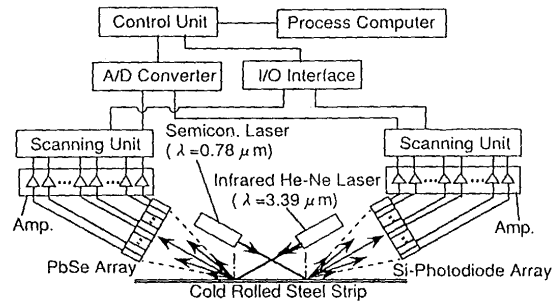 Control Unit
Process Computer
A/D Converter
I/O Interface
Scanning Unit
Semicon. Laser
(λ=0.78 μm)
Scanning Unit
Infrared He-Ne Laser
(λ=3.39 μm)
Amp.
Amp.
PbSe Array
Si-Photodiode Array
Cold Rolled Steel Strip